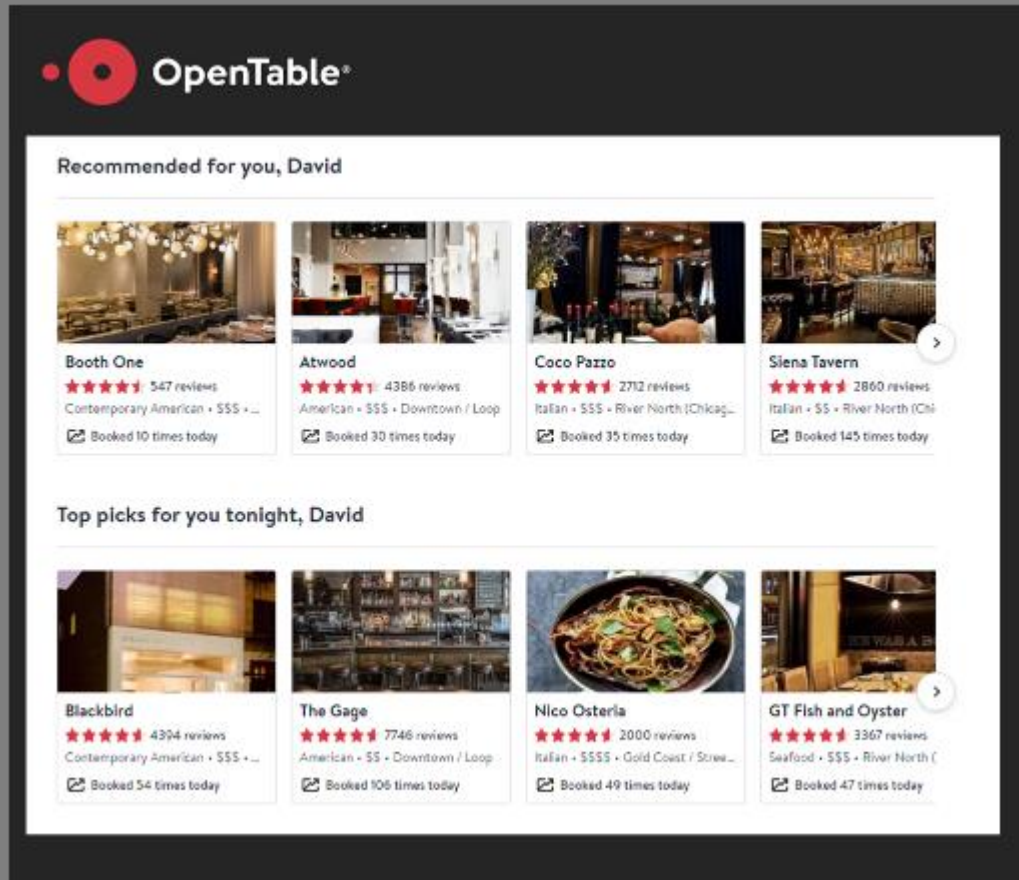 OpenTable®
Recommended for you, David
Booth One
547 reviews
Contemporary American • $$$ • ...
Booked 10 times today
Atwood
4386 reviews
American • $$$ • Downtown / Loop
Booked 30 times today
Coco Pazzo
2712 reviews
Italian • $$$ • River North (Chicag...
Booked 35 times today
Siena Tavern
2860 reviews
Italian • $$ • River North (Chi
Booked 145 times today
Top picks for you tonight, David
Blackbird
4394 reviews
Contemporary American • $$$ • ...
Booked 54 times today
The Gage
7746 reviews
American • $$ • Downtown / Loop
Booked 106 times today
Nico Osteria
2000 reviews
Italian • $$$$ • Gold Coast / Stree...
Booked 49 times today
WAS A
GT Fish and Oyster
3367 reviews
Seafood • $$$ • River North (
Booked 47 times today